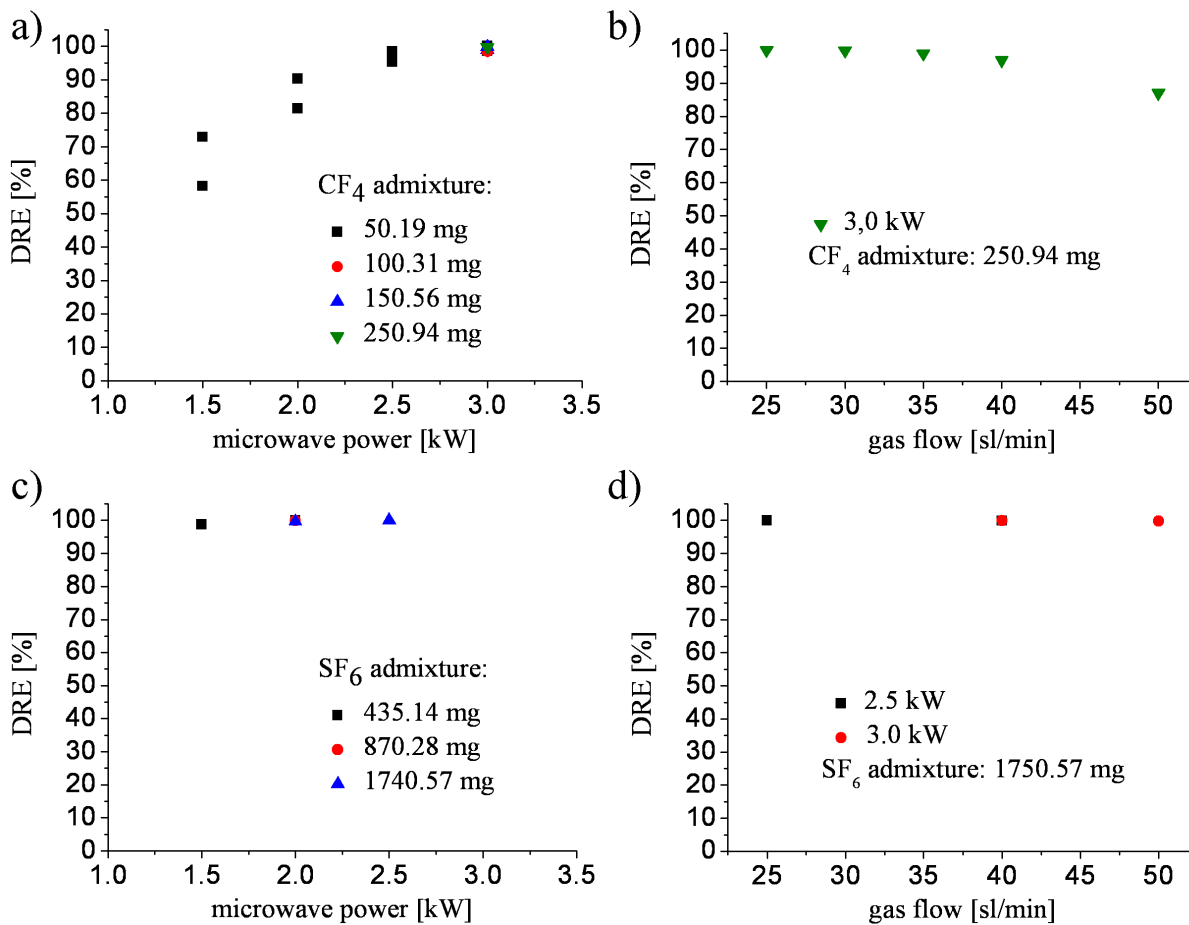 a)
100
90
80
70
60
50
40
30
20
10
0
DRE [%]
CF4 admixture:
50.19 mg
100.31 mg
150.56 mg
250.94 mg
1.0 1.5 2.0 2.5 3.0 3.5
microwave power [kW]
b)
100
90
80
70
60
50
40
30
20
10
0
DRE [%]
3,0 kW
CF4 admixture: 250.94 mg
25 30 35 40 45 50
gas flow [sl/min]
c)
100
90
80
70
60
50
40
30
20
10
0
DRE [%]
SF6 admixture:
435.14 mg
870.28 mg
1740.57 mg
1.0 1.5 2.0 2.5 3.0 3.5
microwave power [kW]
d)
100
90
80
70
60
50
40
30
20
10
0
DRE [%]
2.5 kW
3.0 kW
SF6 admixture: 1750.57 mg
25 30 35 40 45 50
gas flow [sl/min]